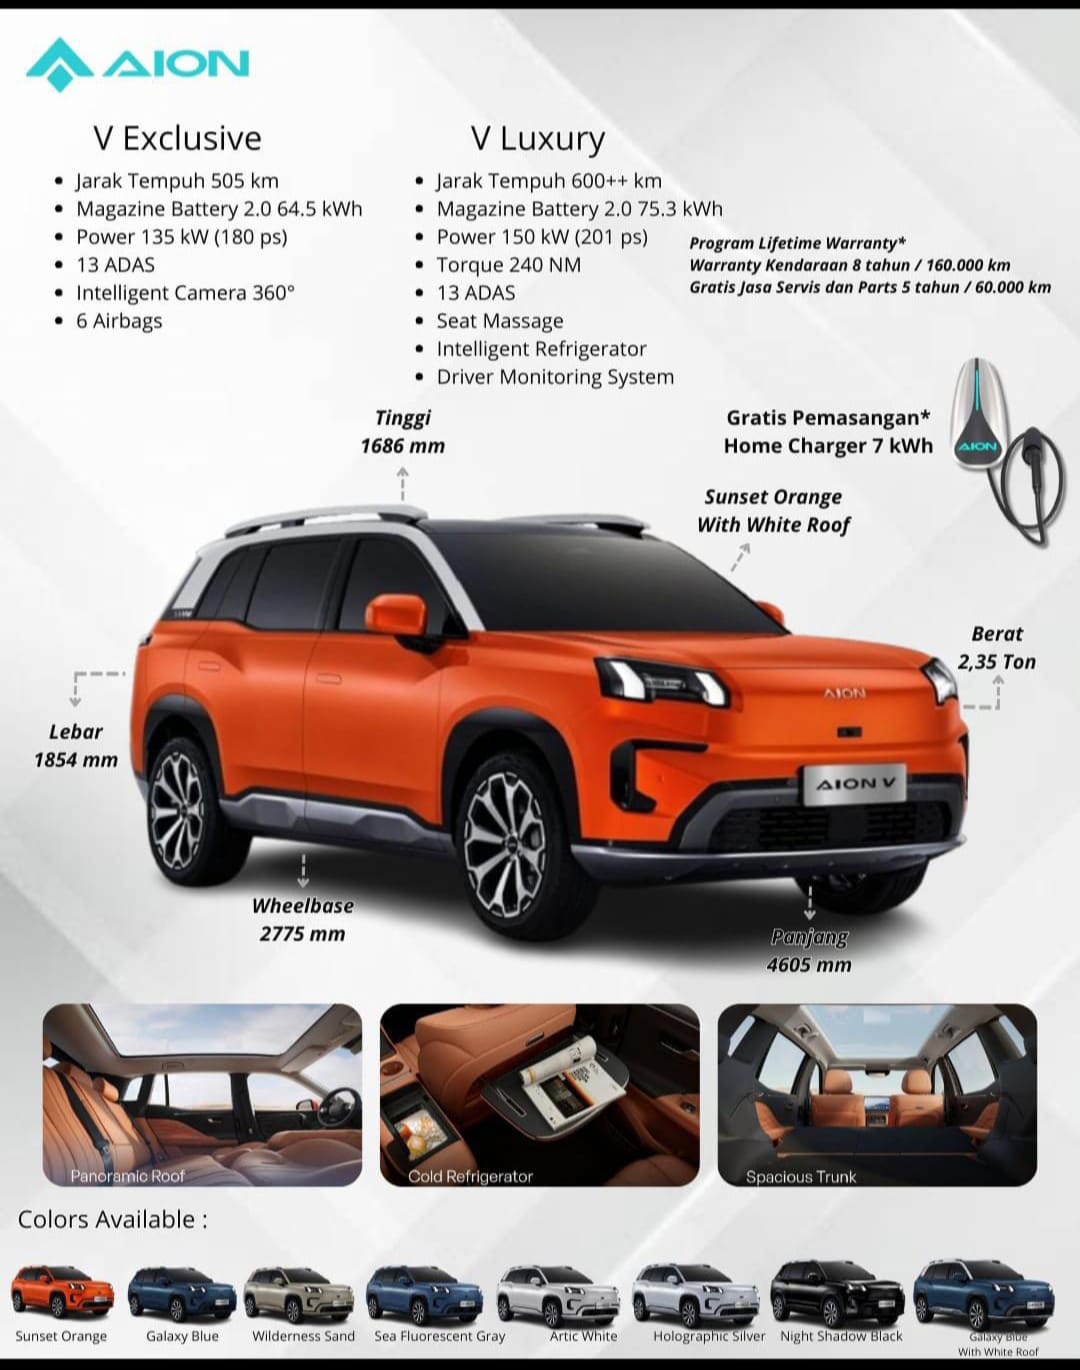 AION
V Exclusive
• Jarak Tempuh 505 km
• Magazine Battery 2.0 64.5 kWh
• Power 135 kW (180 ps)
• 13 ADAS
• Intelligent Camera 360°
• 6 Airbags
V Luxury
• Jarak Tempuh 600++ km
• Magazine Battery 2.0 75.3 kWh
• Power 150 kW (201 ps)
• Torque 240 NM
• 13 ADAS
• Seat Massage
• Intelligent Refrigerator
• Driver Monitoring System
Program Lifetime Warranty*
Warranty Kendaraan 8 tahun / 160.000 km
Gratis Jasa Servis dan Parts 5 tahun / 60.000 km
Tinggi
1686 mm
Gratis Pemasangan*
Home Charger 7 kWh
AION
Sunset Orange
With White Roof
Berat
2,35 Ton
AION
Lebar
1854 mm
AION V
Wheelbase
2775 mm
Panjang
4605 mm
Panoramic Roof
Cold Refrigerator
Spacious Trunk
Colors Available :
Sunset Orange
Galaxy Blue
Wilderness Sand
Sea Fluorescent Gray
Artic White
Holographic Silver
Night Shadow Black
Galaxy Blue
With White Roof